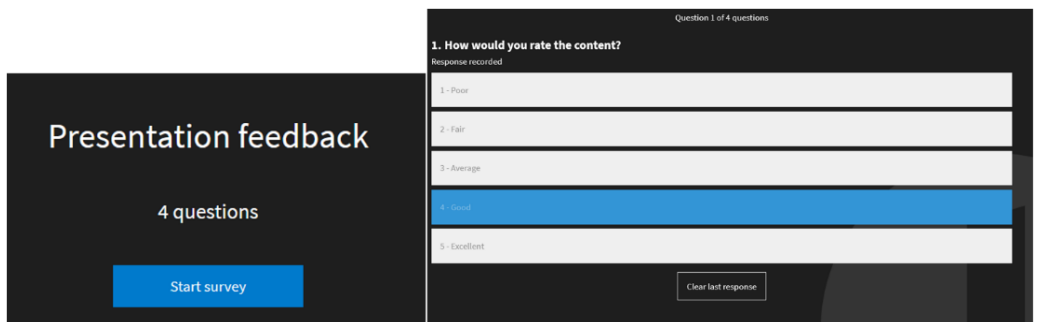 Presentation feedback
4 questions
Start survey
Question 1 of 4 questions
1. How would you rate the content?
Response recorded
1 - Poor
2 - Fair
3 - Average
4 - Good
5 - Excellent
Clear last response